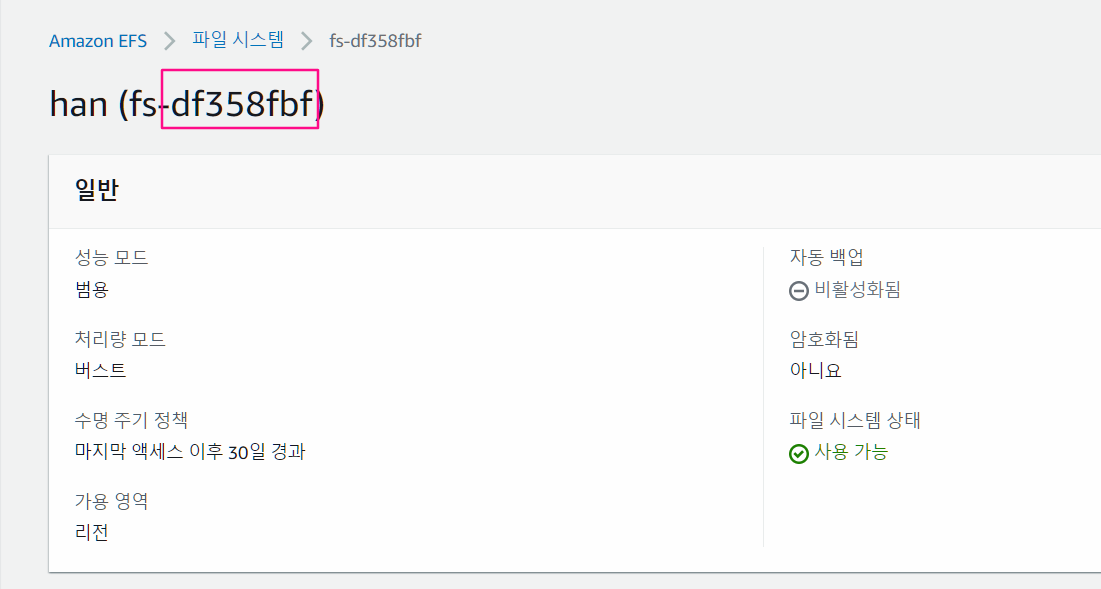 Amazon EFS > 파일 시스템 > fs-df358fbf
han (fs-df358fbf)
일반
성능 모드
범용
처리량 모드
버스트
수명 주기 정책
마지막 액세스 이후 30일 경과
가용 영역
리전
자동 백업
비활성화됨
암호화됨
아니요
파일 시스템 상태
사용 가능